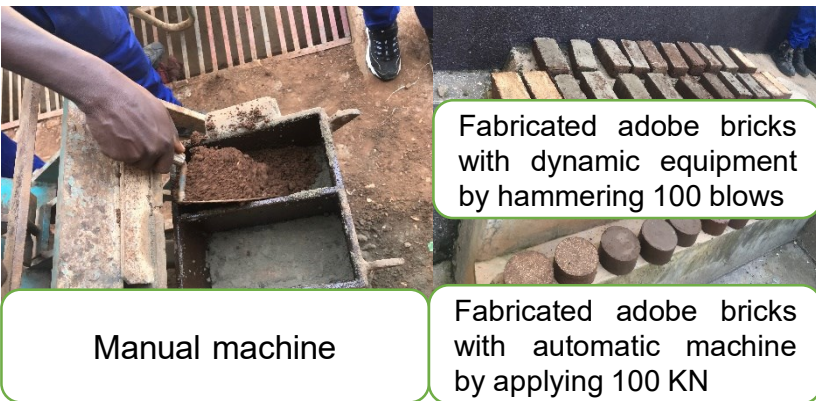 Manual machine
Fabricated adobe bricks
with dynamic equipment
by hammering 100 blows
Fabricated adobe bricks
with automatic machine
by applying 100 KN